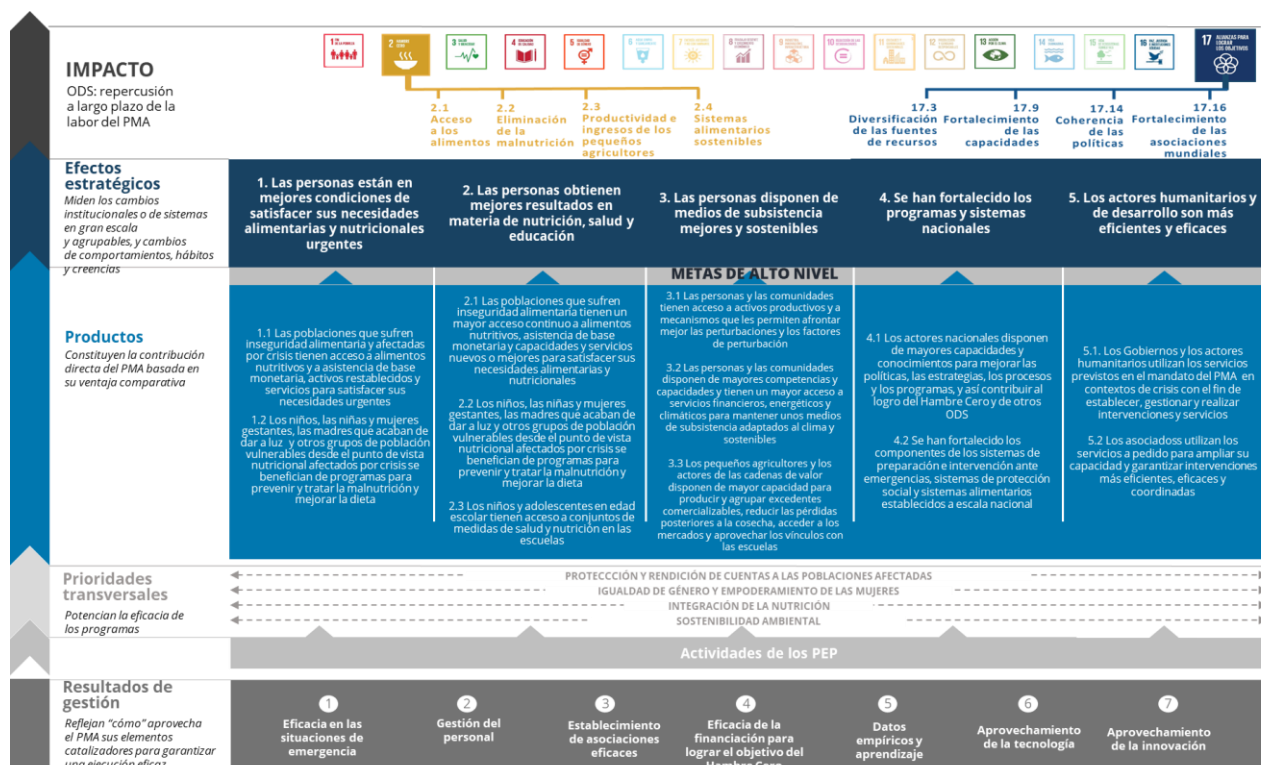 IMPACTO
ODS: repercusión
a largo plazo de la
labor del PMA
1
2
3
4
5
6
7
8
9
10
11
12
13
14
15
16
17 ALIANZAS PARA
LOGRAR
LOS OBJETIVOS
2.1
Acceso
a los
alimentos
2.2
Eliminación
de la
malnutrición
2.3
Productividad e
ingresos de los
pequeños
agricultores
2.4
Sistemas
alimentarios
sostenibles
17.3
Diversificación
de las fuentes
de recursos
17.9
Fortalecimiento
de las
capacidades
17.14
Coherencia
de las
políticas
17.16
Fortalecimiento
de las
asociaciones
mundiales
Efectos
estratégicos
Miden los cambios
institucionales o de sistemas
en gran escala
y agrupables, y cambios
de comportamientos, hábitos
y creencias
1. Las personas están en
mejores condiciones de
satisfacer sus necesidades
alimentarias y nutricionales
urgentes
2. Las personas obtienen
mejores resultados en
materia de nutrición, salud y
educación
3. Las personas disponen de
medios de subsistencia
mejores y sostenibles
4. Se han fortalecido los
programas y sistemas
nacionales
5. Los actores humanitarios y
de desarrollo son más
eficientes y eficaces
METAS DE ALTO NIVEL
Productos
Constituyen la contribución
directa del PMA basada en
su ventaja comparativa
1.1 Las poblaciones que sufren
inseguridad alimentaria y afectadas
por crisis tienen acceso a alimentos
nutritivos y a asistencia de base
monetaria, activos restablecidos y
servicios para satisfacer sus
necesidades urgentes
1.2 Los niños, las niñas y mujeres
gestantes, las madres que acaban de
dar a luz y otros grupos de población
vulnerables desde el punto de vista
nutricional afectados por crisis se
benefician de programas para
prevenir y tratar la malnutrición y
mejorar la dieta
2.1 Las poblaciones que sufren
inseguridad alimentaria tienen un
mayor acceso continuo a alimentos
nutritivos, asistencia de base
monetaria y capacidades y servicios
nuevos o mejores para satisfacer sus
necesidades alimentarias y
nutricionales
2.2 Los niños, las niñas y mujeres
gestantes, las madres que acaban de
dar a luz y otros grupos de población
vulnerables desde el punto de vista
nutricional afectados por crisis se
benefician de programas para
prevenir y tratar la malnutrición y
mejorar la dieta
2.3 Los niños y adolescentes en edad
escolar tienen acceso a conjuntos de
medidas de salud y nutrición en las
escuelas
3.1 Las personas y las comunidades
tienen acceso a activos productivos y a
mecanismos que les permiten afrontar
mejor las perturbaciones y los factores
de perturbación
3.2 Las personas y las comunidades
disponen de mayores competencias y
capacidades y tienen un mayor acceso a
servicios financieros, energéticos y
climáticos para mantener unos medios
de subsistencia adaptados al clima y
sostenibles
3.3 Los pequeños agricultores y los
actores de las cadenas de valor
disponen de mayor capacidad para
producir y agrupar excedentes
comercializables, reducir las pérdidas
posteriores a la cosecha, acceder a los
mercados y aprovechar los vínculos con
las escuelas
4.1 Los actores nacionales disponen
de mayores capacidades y
conocimientos para mejorar las
políticas, las estrategias, los procesos
y los programas, y así contribuir al
logro del Hambre Cero y de otros
ODS
4.2 Se han fortalecido los
componentes de los sistemas de
preparación e intervención ante
emergencias, sistemas de protección
social y sistemas alimentarios
establecidos a escala nacional
5.1. Los Gobiernos y los actores
humanitarios utilizan los servicios
previstos en el mandato del PMA en
contextos de crisis con el fin de
establecer, gestionar y realizar
intervenciones y servicios
5.2 Los asociadoss utilizan los
servicios a pedido para ampliar su
capacidad y garantizar intervenciones
más eficientes, eficaces y
coordinadas
Prioridades
transversales
Potencian la eficacia de
los programas
PROTECCCIÓN Y RENDICIÓN DE CUENTAS A LAS POBLACIONES AFECTADAS
IGUALDAD DE GÉNERO Y EMPODERAMIENTO DE LAS MUJERES
INTEGRACIÓN DE LA NUTRICIÓN
SOSTENIBILIDAD AMBIENTAL
Actividades de los PEP
Resultados de
gestión
Reflejan "cómo" aprovecha
el PMA sus elementos
catalizadores para garantizar
una ejecución eficaz
1
Eficacia en las
situaciones de
emergencia
2
Gestión del
personal
3
Establecimiento
de asociaciones
eficaces
4
Eficacia de la
financiación para
lograr el objetivo del
Hambre Cero
5
Datos
empíricos y
aprendizaje
6
Aprovechamiento
de la tecnología
7
Aprovechamiento
de la innovación